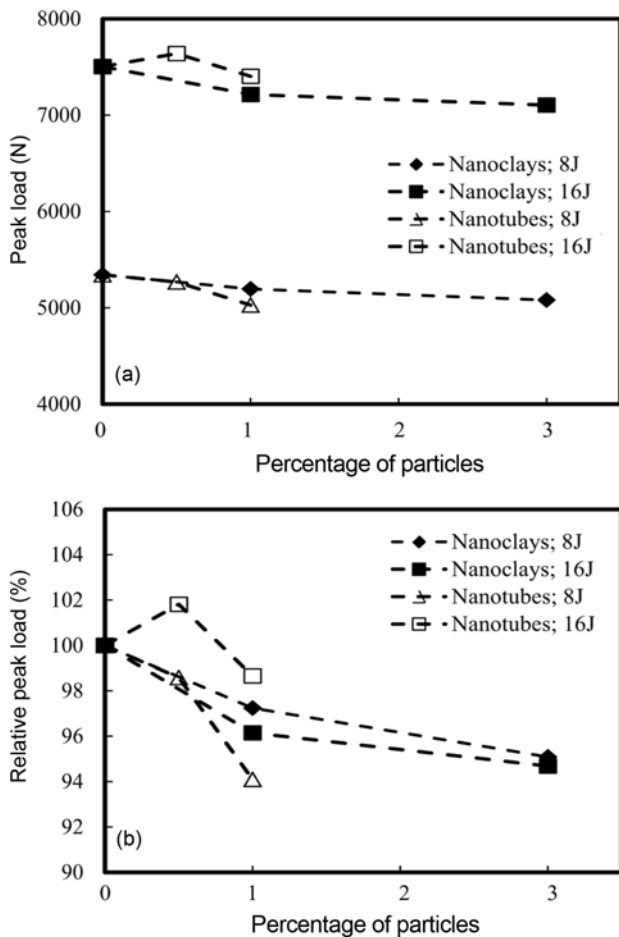 8000
7000
6000
5000
4000
Peak load (N)
Nanoclays; 8J
Nanoclays; 16J
Nanotubes; 8J
Nanotubes; 16J
(a)
0 1 2 3
Percentage of particles
106
104
102
100
98
96
94
92
90
Relative peak load (%)
Nanoclays; 8J
Nanoclays; 16J
Nanotubes; 8J
Nanotubes; 16J
(b)
0 1 2 3
Percentage of particles